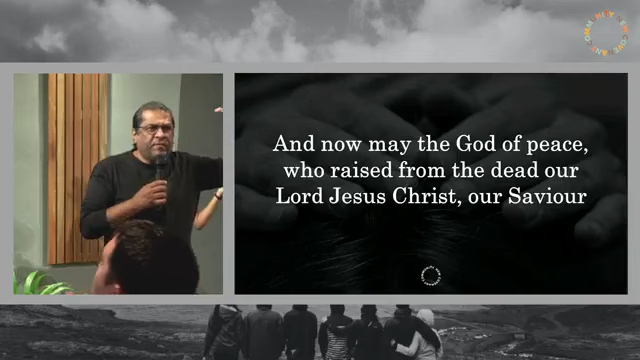 And now may the God of peace,
who raised from the dead our
Lord Jesus Christ, our Saviour